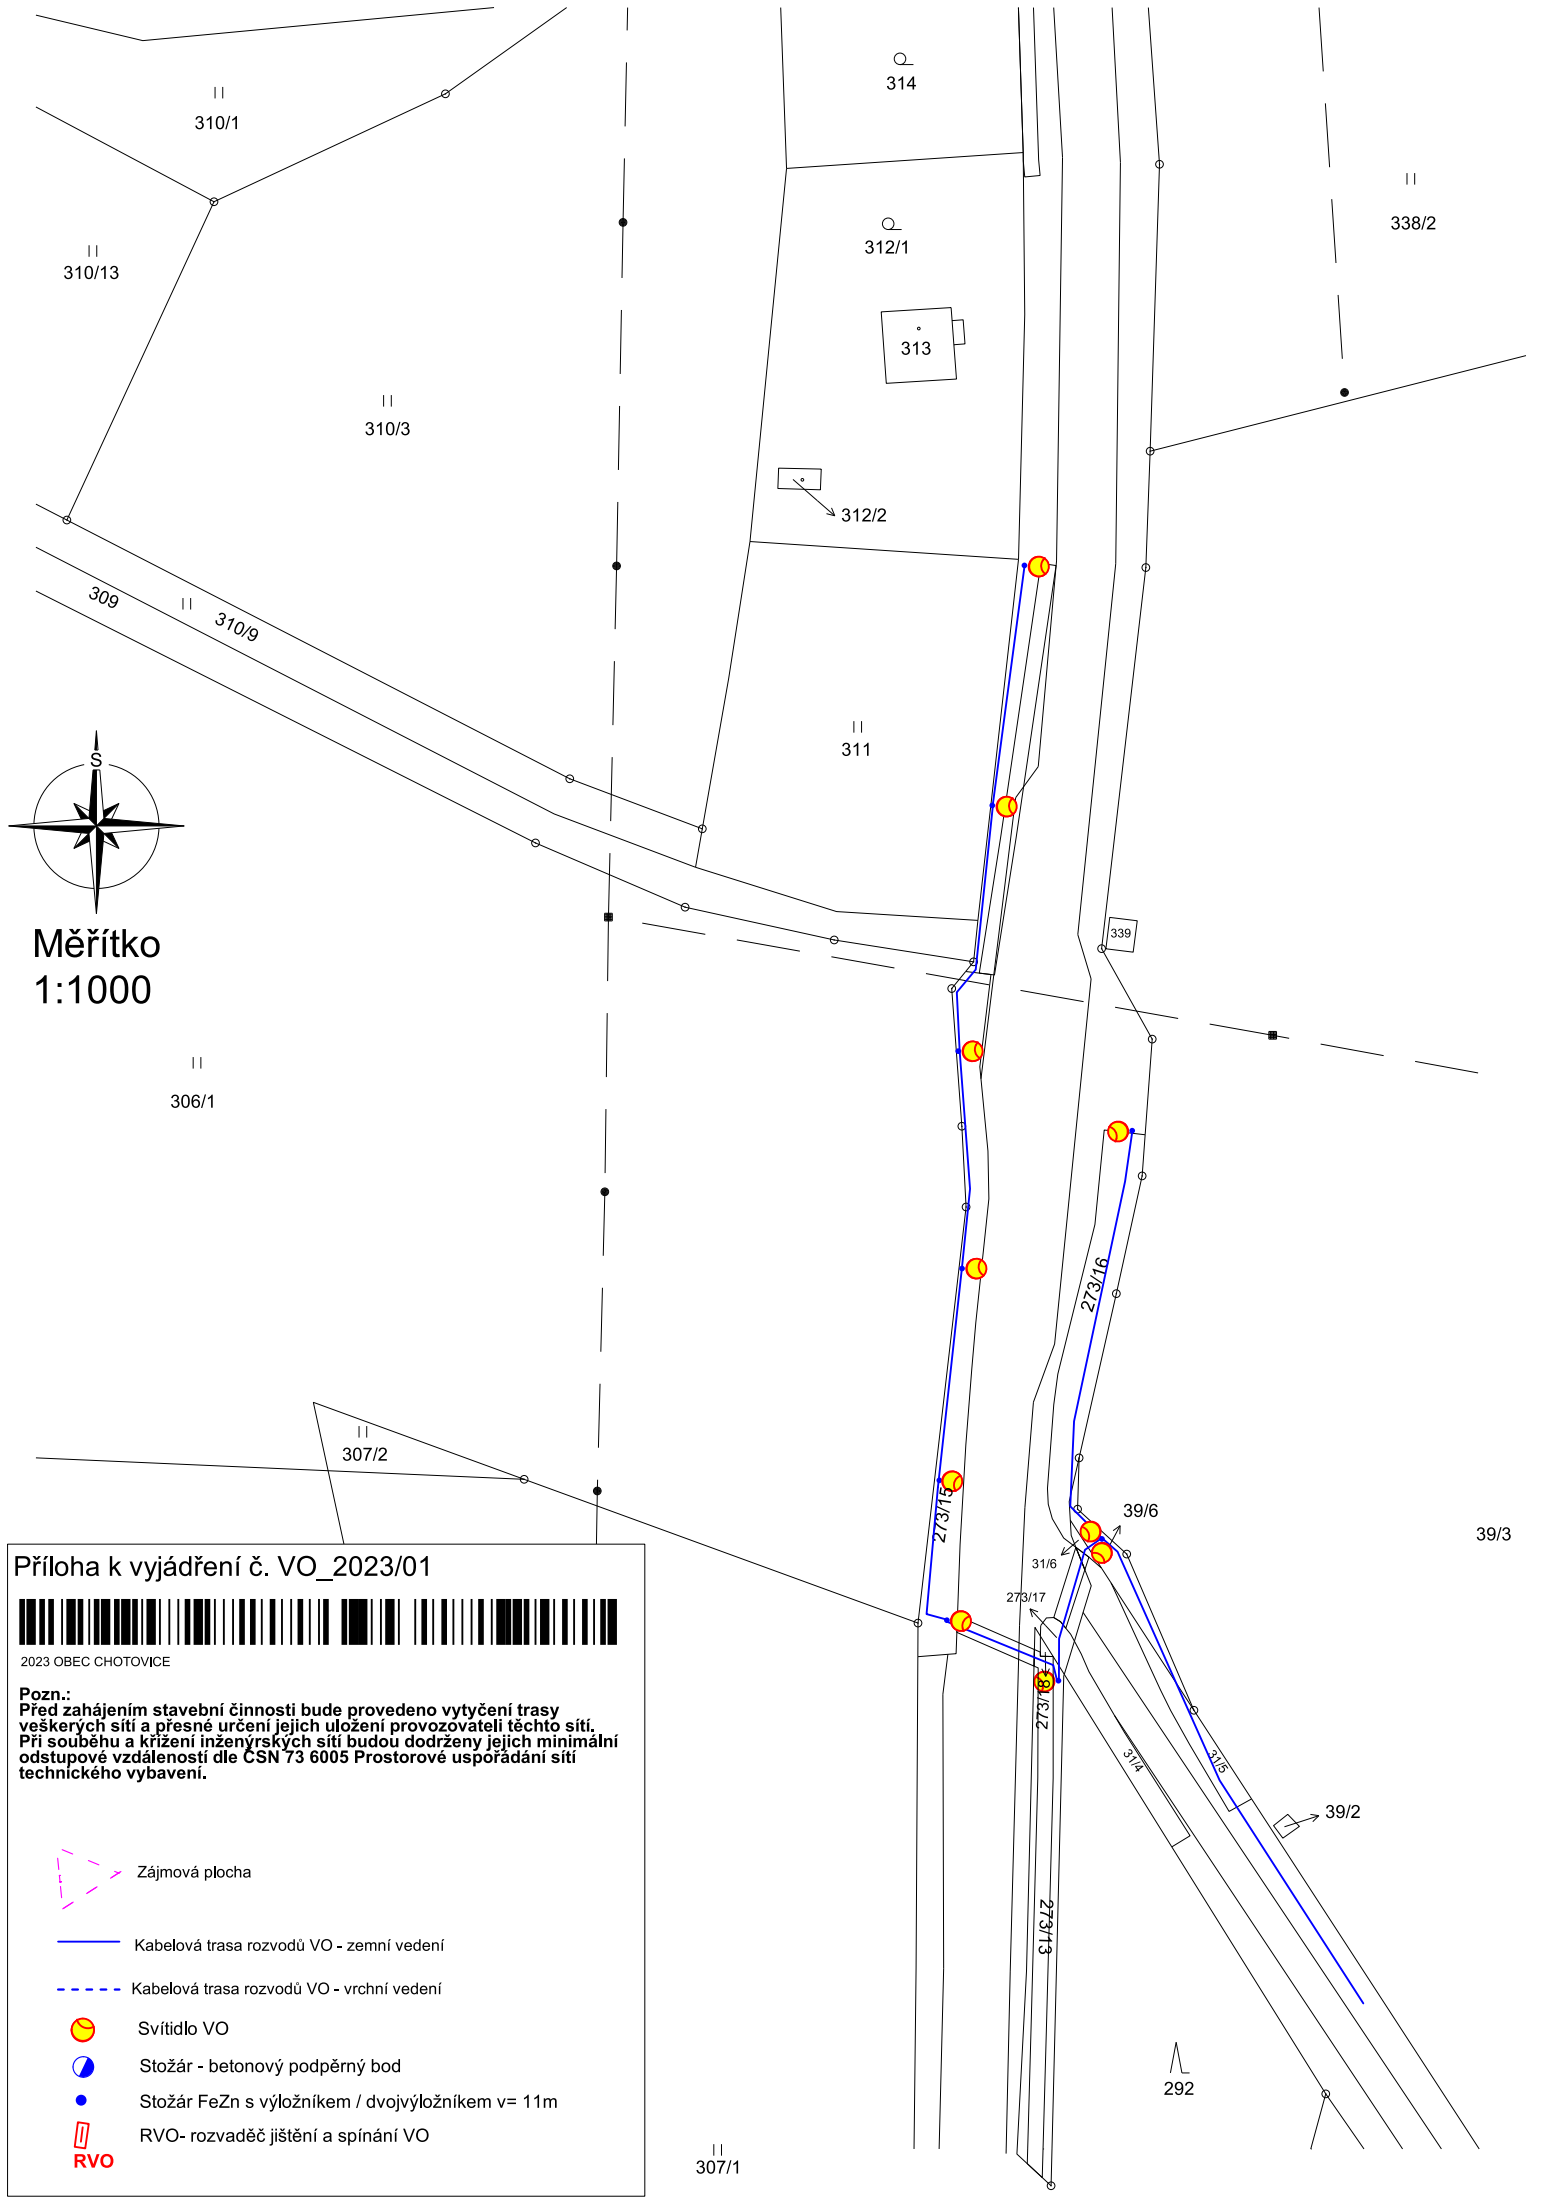 314
310/1
338/2
312/1
310/13
313
310/3
312/2
309
310/9
311
S
339
Měřítko
1:1000
306/1
273/16
307/2
39/6
39/3
273/15
31/6
273/17
273/18
31/4
31/5
39/2
273/13
292
307/1
Příloha k vyjádření č. VO_2023/01
2023 OBEC CHOTOVICE
Pozn.:
Před zahájením stavební činnosti bude provedeno vytyčení trasy
veškerých sítí a přesné určení jejich uložení provozovateli těchto sítí.
Při souběhu a křížení inženýrských sítí budou dodrženy jejich minimální
odstupové vzdáleností dle ČSN 73 6005 Prostorové uspořádání sítí
technického vybavení.
Zájmová plocha
Kabelová trasa rozvodů VO - zemní vedení
Kabelová trasa rozvodů VO - vrchní vedení
Svítidlo VO
Stožár - betonový podpěrný bod
Stožár FeZn s výložníkem / dvojvýložníkem v= 11m
RVO- rozvaděč jištění a spínání VO
RVO